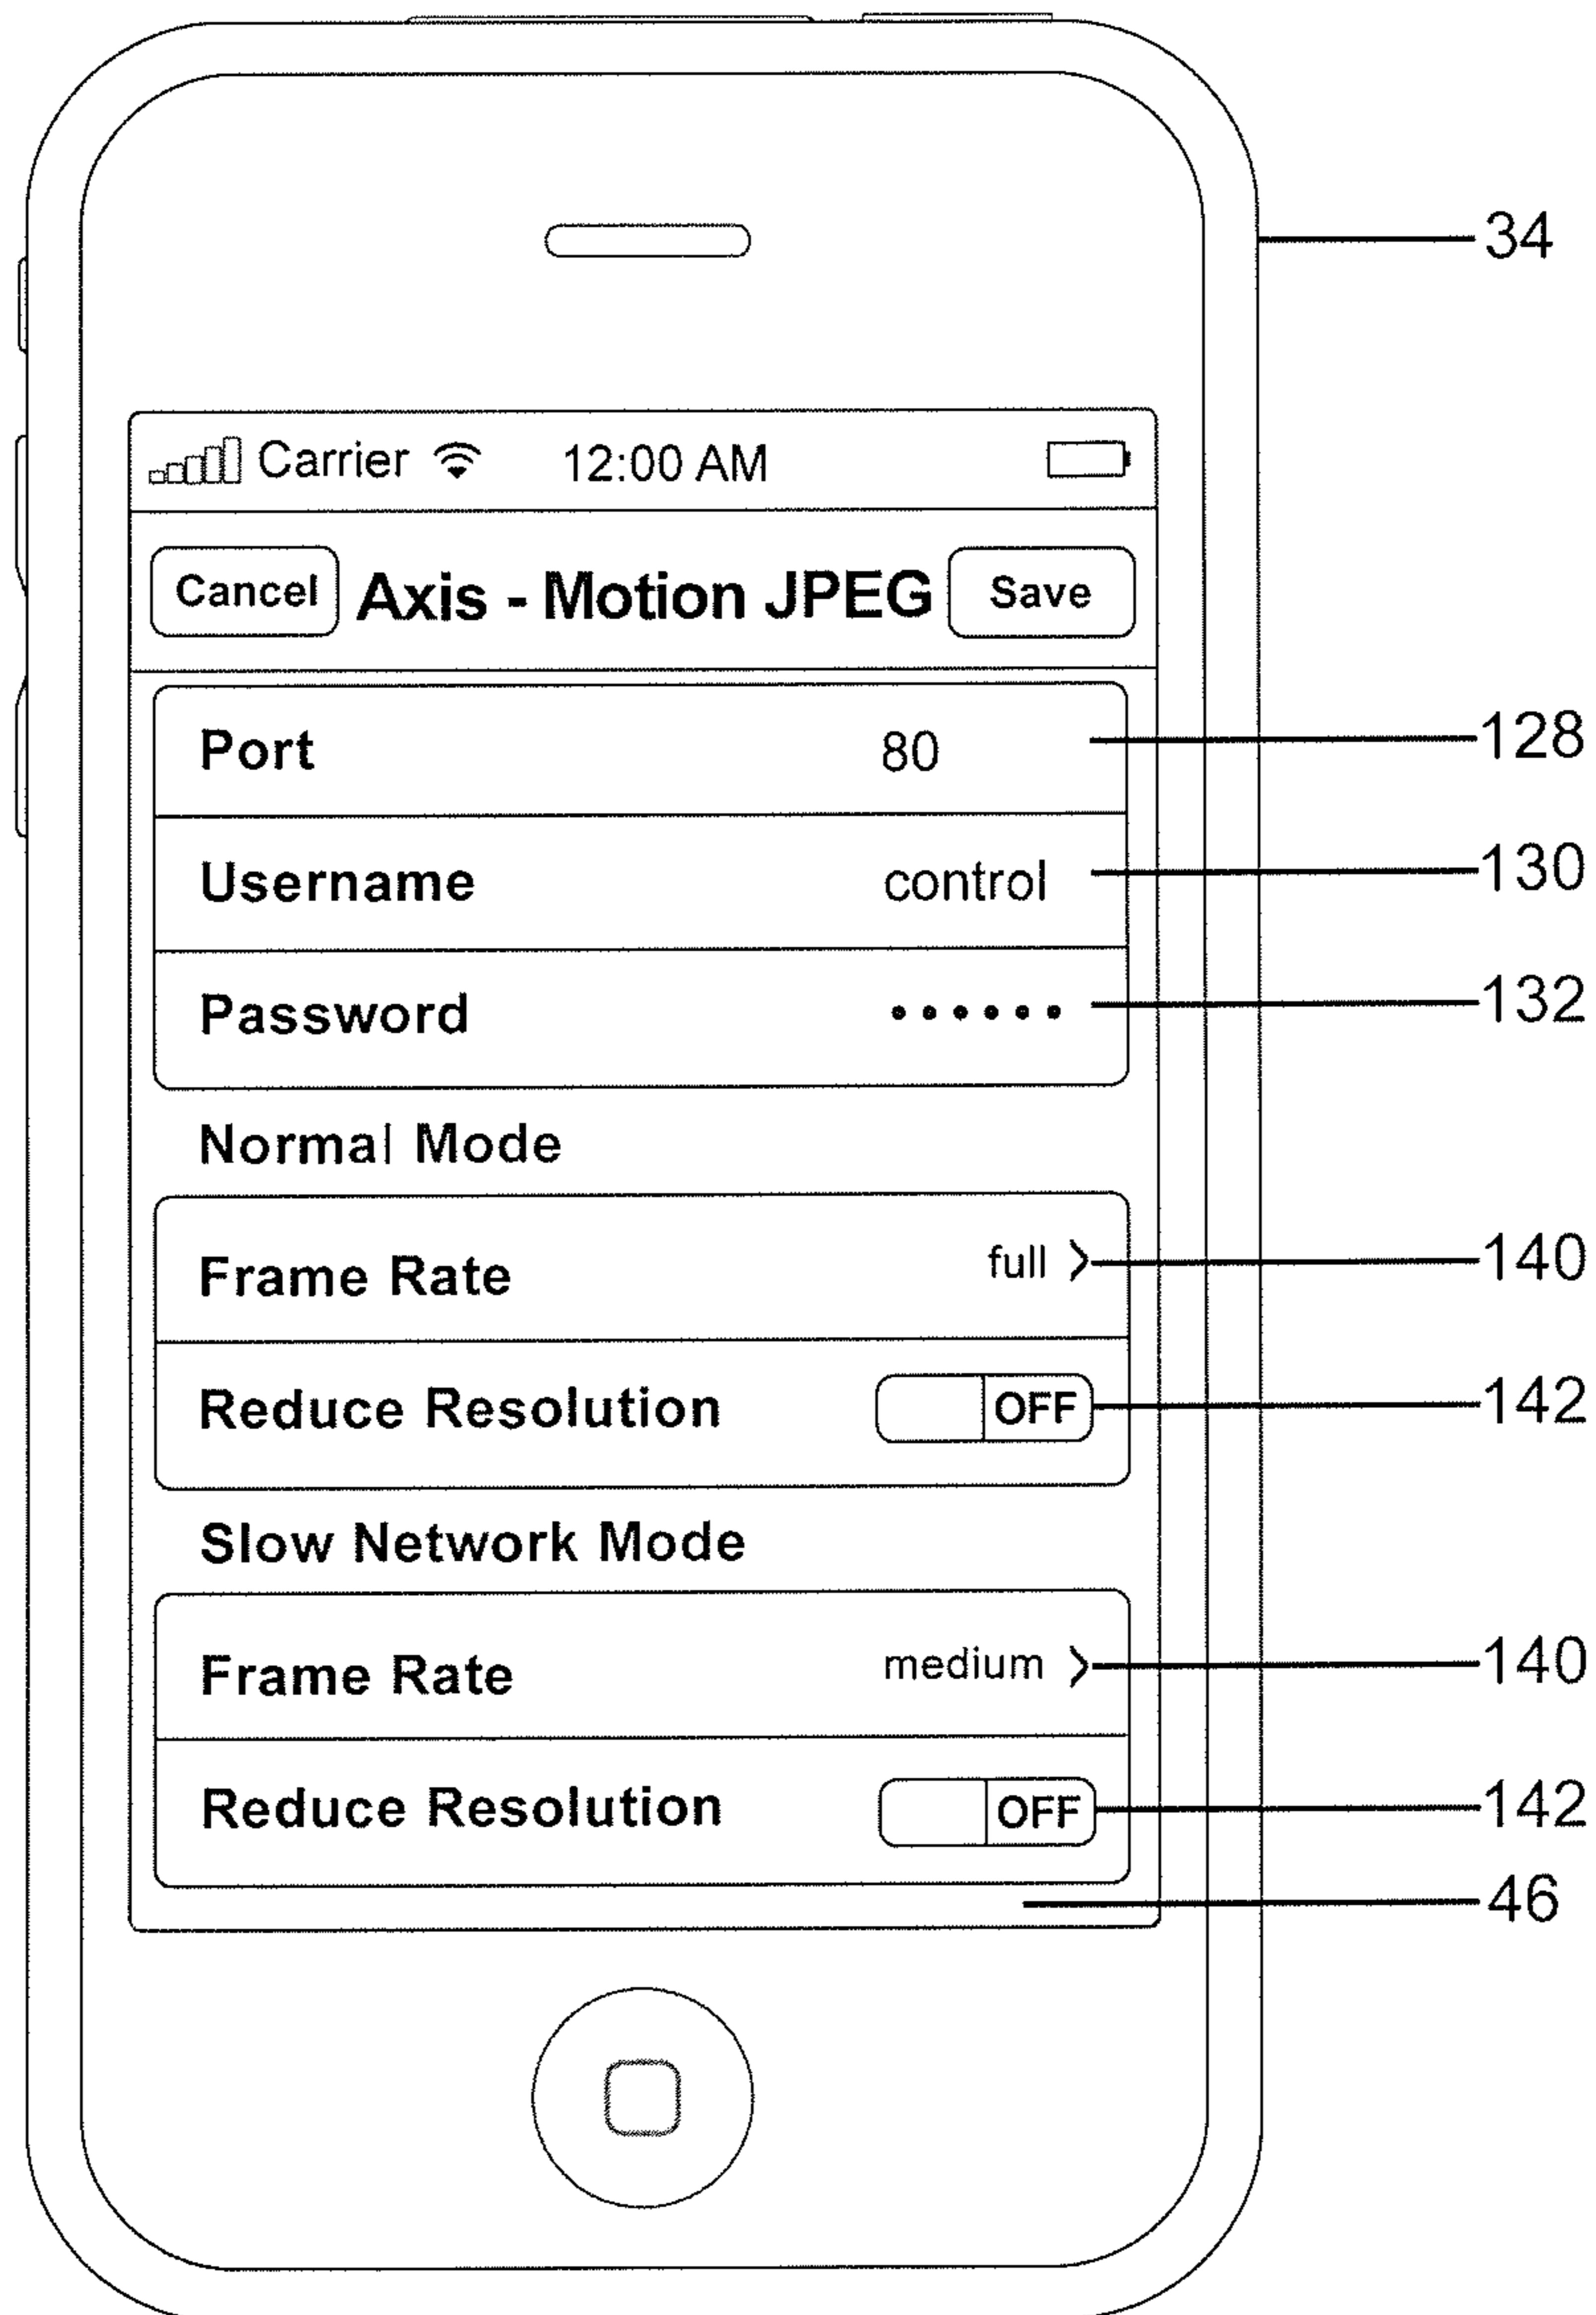 34
Carrier 12:00 AM
Cancel Axis - Motion JPEG Save
Port 80 128
Username control 130
Password •••••• 132
Normal Mode
Frame Rate full > 140
Reduce Resolution OFF 142
Slow Network Mode
Frame Rate medium > 140
Reduce Resolution OFF 142
46